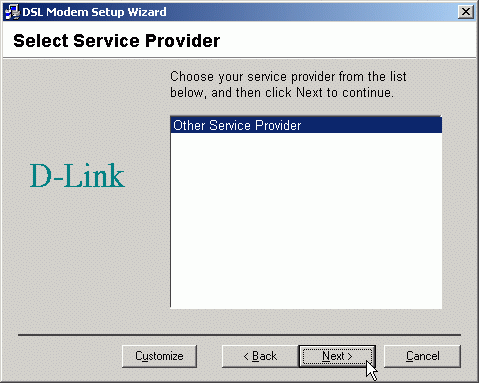 DSL Modem Setup Wizard
Select Service Provider
Choose your service provider from the list
below, and then click Next to continue.
Other Service Provider
D-Link
Customize
< Back
Next >
Cancel